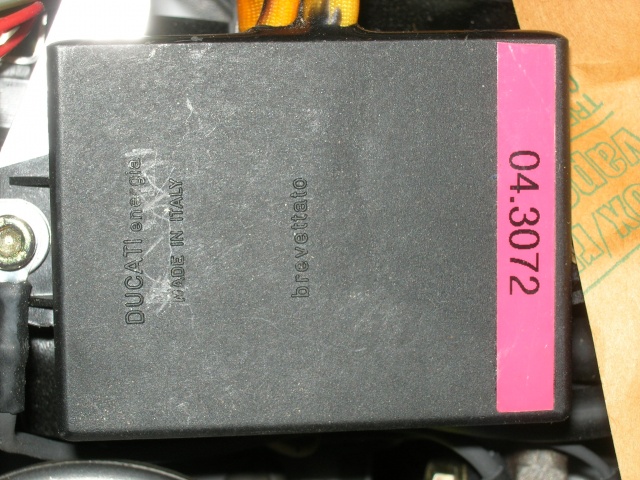 DUCATI energia
MADE IN ITALY
brevettato
04.3072